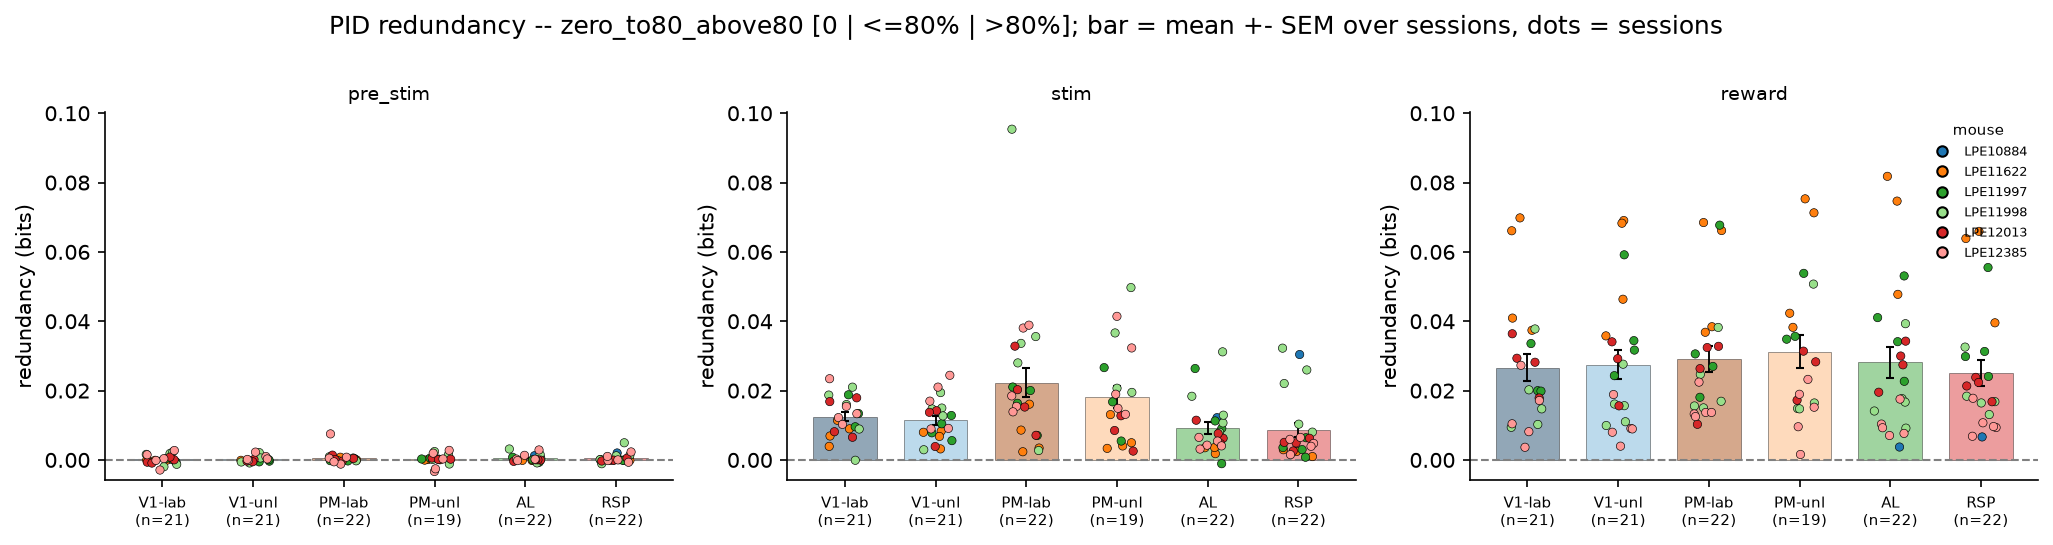 PID redundancy -- zero_to80_above80 [0 | <=80% | >80%]; bar = mean +- SEM over sessions, dots = sessions
pre_stim
redundancy (bits)
0.10
0.08
0.06
0.04
0.02
0.00
V1-lab (n=21)
V1-unl (n=21)
PM-lab (n=22)
PM-unl (n=19)
AL (n=22)
RSP (n=22)
stim
redundancy (bits)
0.10
0.08
0.06
0.04
0.02
0.00
V1-lab (n=21)
V1-unl (n=21)
PM-lab (n=22)
PM-unl (n=19)
AL (n=22)
RSP (n=22)
reward
redundancy (bits)
0.10
0.08
0.06
0.04
0.02
0.00
V1-lab (n=21)
V1-unl (n=21)
PM-lab (n=22)
PM-unl (n=19)
AL (n=22)
RSP (n=22)
mouse
LPE10884
LPE11622
LPE11997
LPE11998
LPE12013
LPE12385